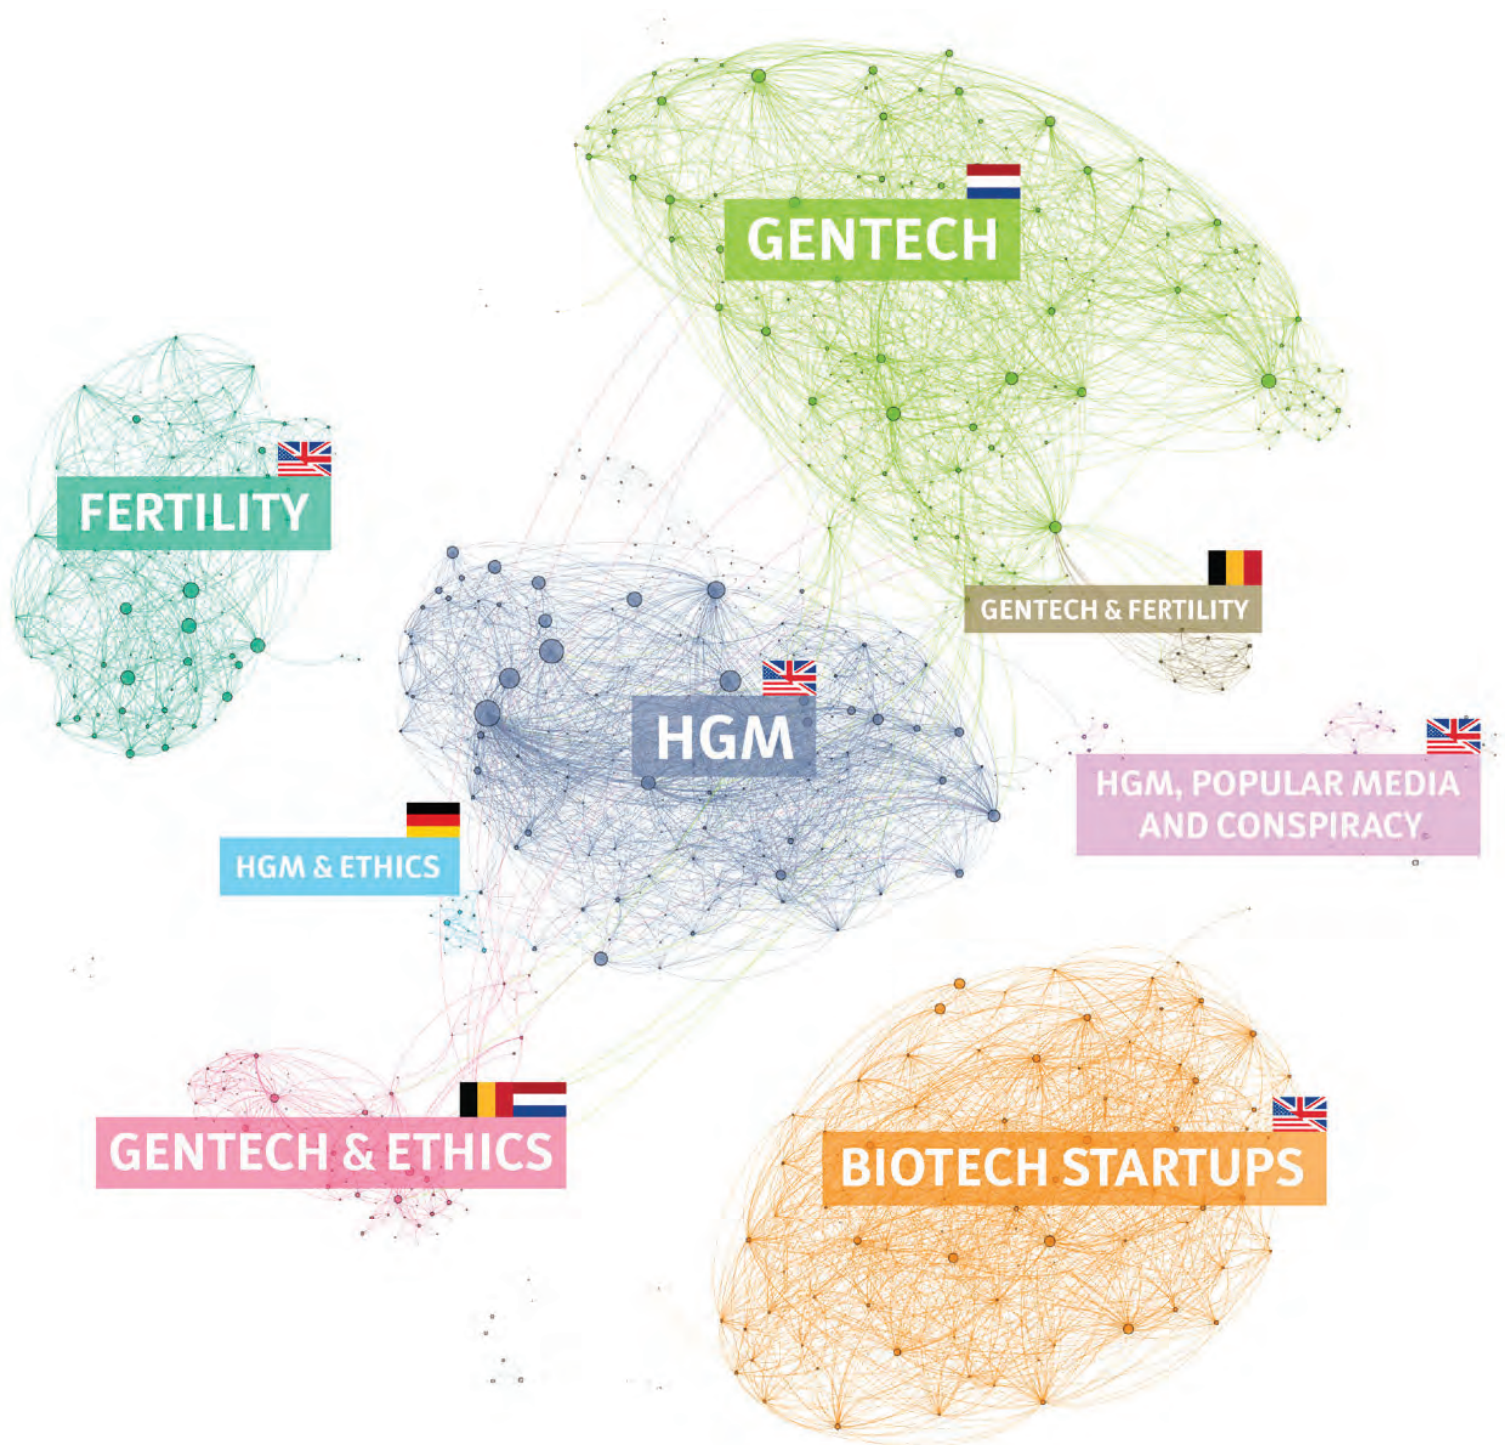 GENTECH
FERTILITY
GENTECH & FERTILITY
HGM
HGM, POPULAR MEDIA
AND CONSPIRACY
HGM & ETHICS
GENTECH & ETHICS
BIOTECH STARTUPS